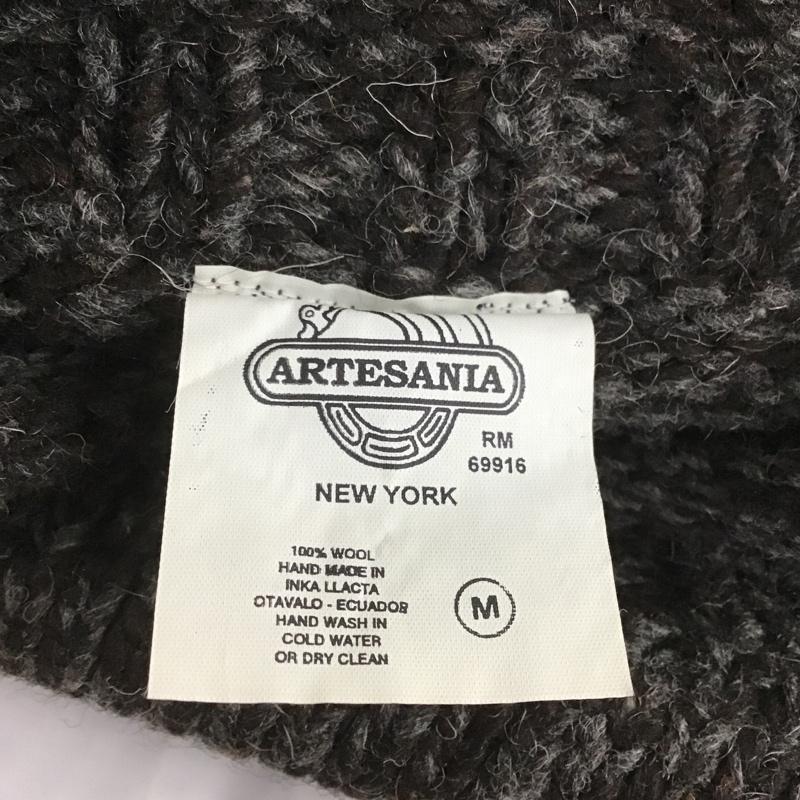 ARTESANIA
RM
69916
NEW YORK
100% WOOL
HAND MADE IN
INKA LLACTA
OTAVALO - ECUADOR
HAND WASH IN
COLD WATER
OR DRY CLEAN
M